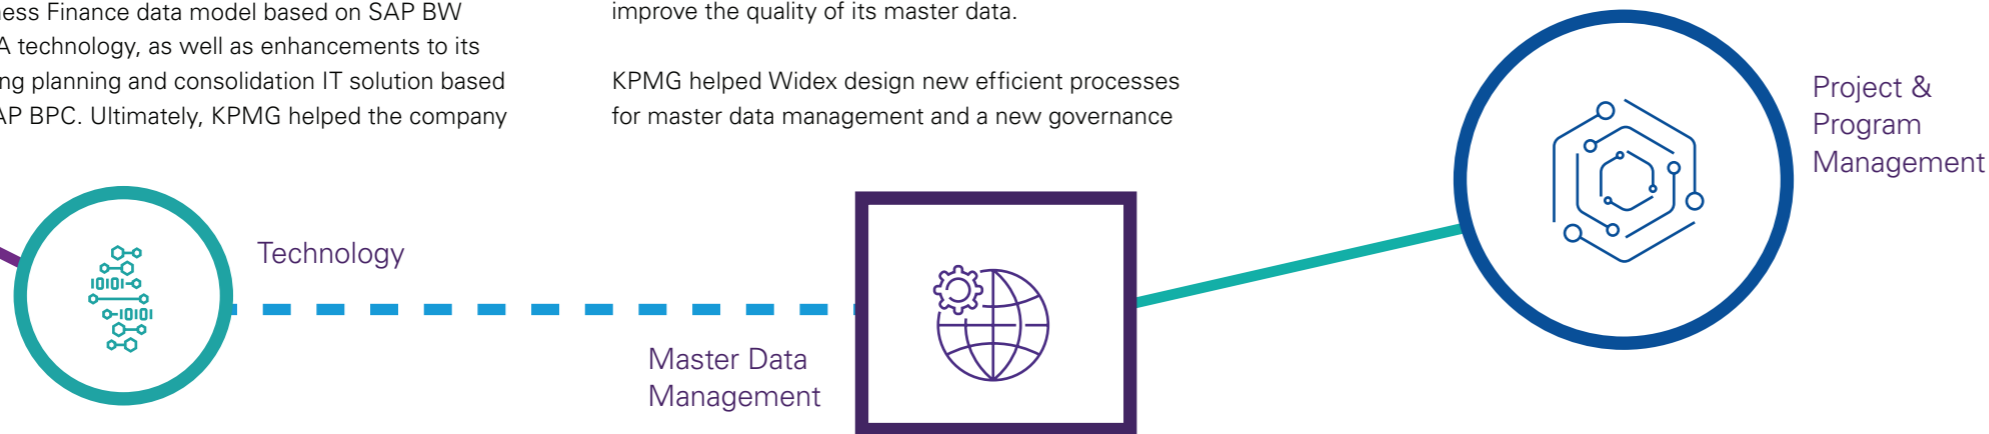 ness Finance data model based on SAP BW
A technology, as well as enhancements to its
ng planning and consolidation IT solution based
AP BPC. Ultimately, KPMG helped the company
improve the quality of its master data.
KPMG helped Widex design new efficient processes
for master data management and a new governance
Technology
Master Data
Management
Project &
Program
Management